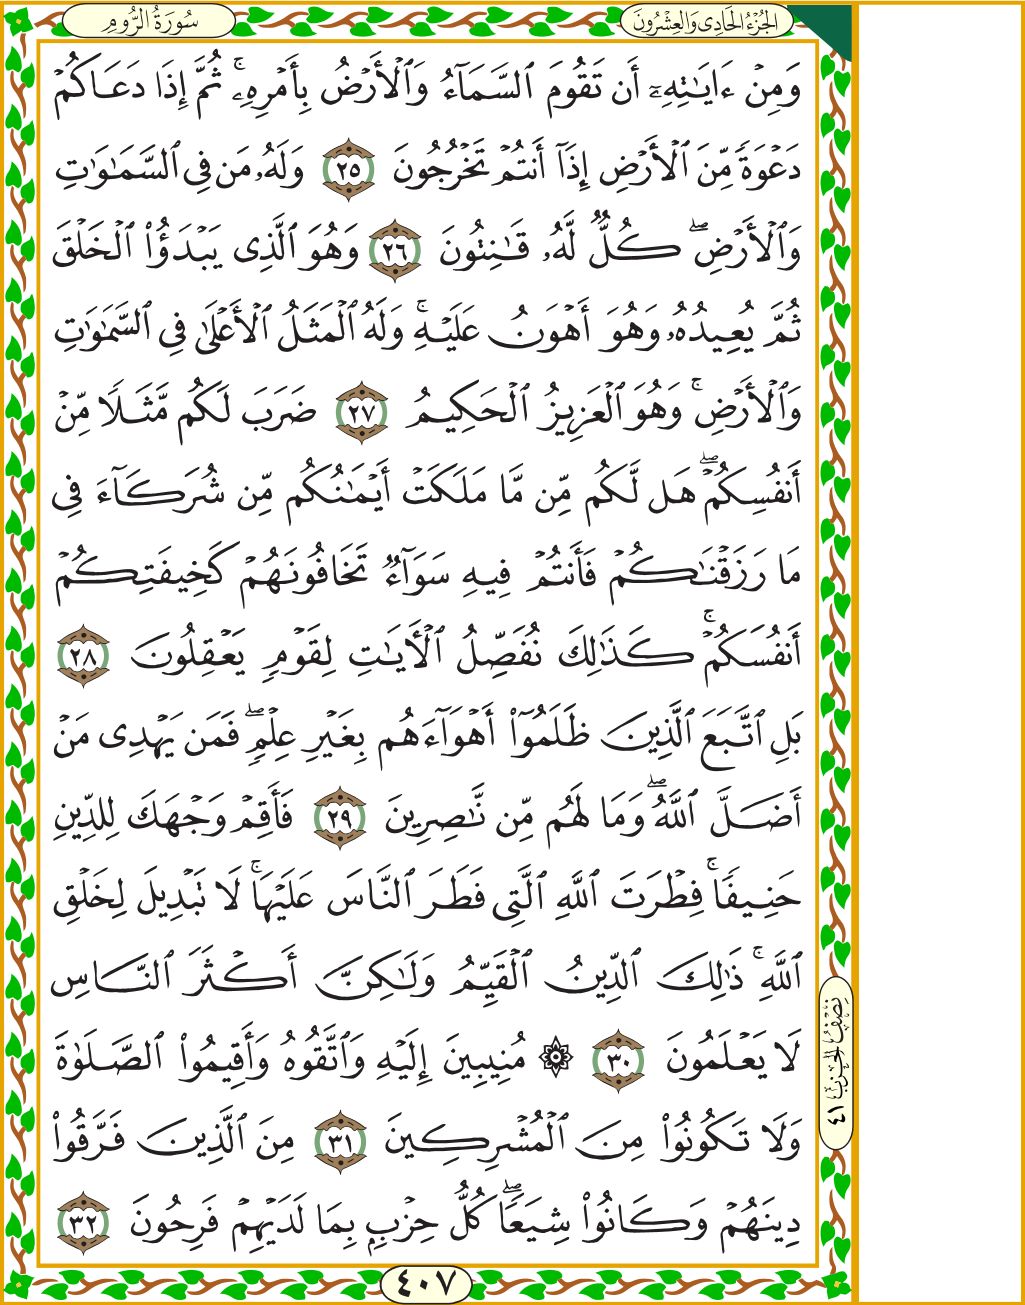 الجُزْءُ الحَادِي وَالعِشْرُونَ
سُورَةُ الرُّومِ
وَمِنْ ءَايَـٰتِهِۦٓ أَن تَقُومَ ٱلسَّمَآءُ وَٱلْأَرْضُ بِأَمْرِهِۦۚ ثُمَّ إِذَا دَعَاكُمْ
دَعْوَةً مِّنَ ٱلْأَرْضِ إِذَآ أَنتُمْ تَخْرُجُونَ ٢٥ وَلَهُۥ مَن فِى ٱلسَّمَـٰوَٰتِ
وَٱلْأَرْضِۖ كُلٌّ لَّهُۥ قَـٰنِتُونَ ٢٦ وَهُوَ ٱلَّذِى يَبْدَؤُا۟ ٱلْخَلْقَ
ثُمَّ يُعِيدُهُۥ وَهُوَ أَهْوَنُ عَلَيْهِۚ وَلَهُ ٱلْمَثَلُ ٱلْأَعْلَىٰ فِى ٱلسَّمَـٰوَٰتِ
وَٱلْأَرْضِۚ وَهُوَ ٱلْعَزِيزُ ٱلْحَكِيمُ ٢٧ ضَرَبَ لَكُم مَّثَلًا مِّنْ
أَنفُسِكُمْۖ هَل لَّكُم مِّن مَّا مَلَكَتْ أَيْمَـٰنُكُم مِّن شُرَكَآءَ فِى
مَا رَزَقْنَـٰكُمْ فَأَنتُمْ فِيهِ سَوَآءٌ تَخَافُونَهُمْ كَخِيفَتِكُمْ
أَنفُسَكُمْۚ كَذَٰلِكَ نُفَصِّلُ ٱلْـَٔايَـٰتِ لِقَوْمٍ يَعْقِلُونَ ٢٨
بَلِ ٱتَّبَعَ ٱلَّذِينَ ظَلَمُوٓا۟ أَهْوَآءَهُم بِغَيْرِ عِلْمٍۖ فَمَن يَهْدِى مَنْ
أَضَلَّ ٱللَّهُۖ وَمَا لَهُم مِّن نَّـٰصِرِينَ ٢٩ فَأَقِمْ وَجْهَكَ لِلدِّينِ
حَنِيفًاۚ فِطْرَتَ ٱللَّهِ ٱلَّتِى فَطَرَ ٱلنَّاسَ عَلَيْهَاۚ لَا تَبْدِيلَ لِخَلْقِ
ٱللَّهِۚ ذَٰلِكَ ٱلدِّينُ ٱلْقَيِّمُ وَلَـٰكِنَّ أَكْثَرَ ٱلنَّاسِ
لَا يَعْلَمُونَ ٣٠ ۞ مُنِيبِينَ إِلَيْهِ وَٱتَّقُوهُ وَأَقِيمُوا۟ ٱلصَّلَوٰةَ
وَلَا تَكُونُوا۟ مِنَ ٱلْمُشْرِكِينَ ٣١ مِنَ ٱلَّذِينَ فَرَّقُوا۟
دِينَهُمْ وَكَانُوا۟ شِيَعًاۖ كُلُّ حِزْبٍۭ بِمَا لَدَيْهِمْ فَرِحُونَ ٣٢
نِصْفُ الحِزْبِ ٤١
٤٠٧